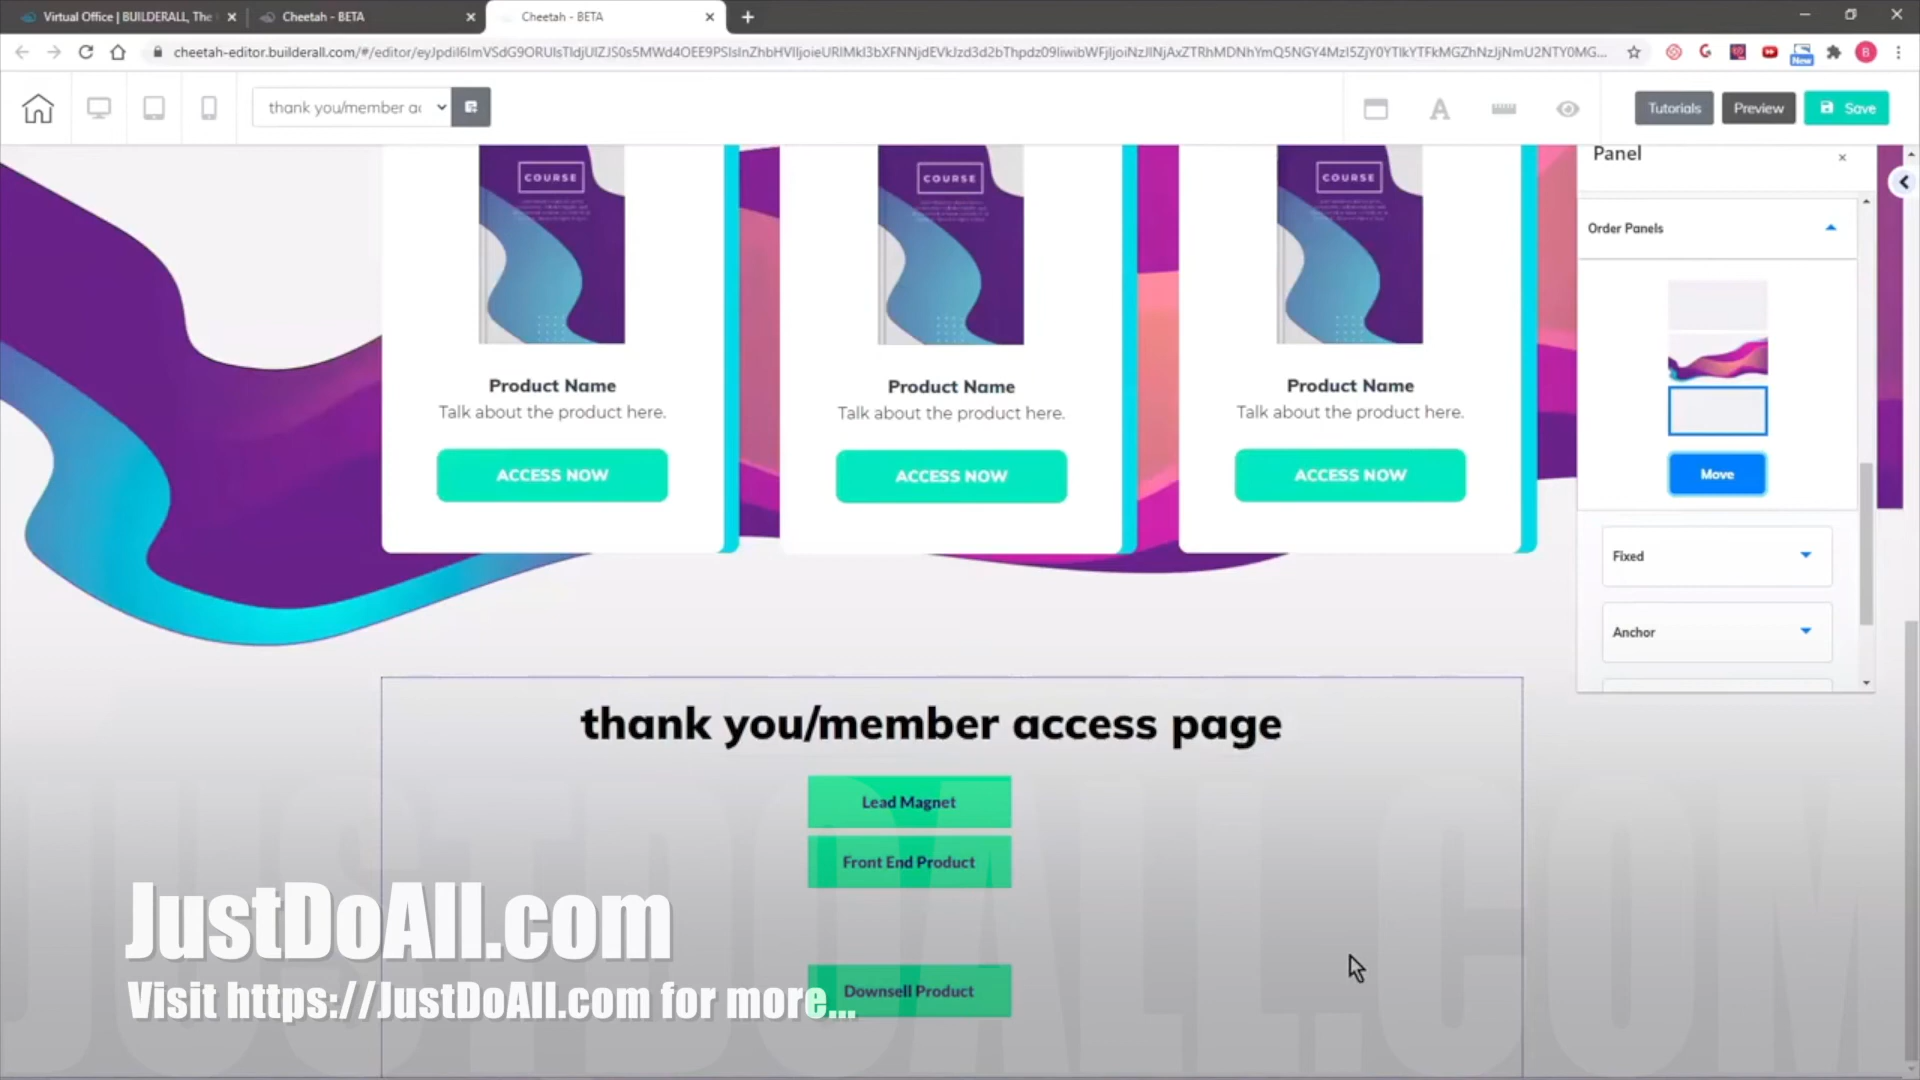 Virtual Office | BUILDERALL, The
Cheetah - BETA
Cheetah - BETA
thank you/member ac
Tutorials
Preview
Save
Panel
Order Panels
COURSE
COURSE
COURSE
Product Name
Product Name
Product Name
Talk about the product here.
Talk about the product here.
Talk about the product here.
ACCESS NOW
ACCESS NOW
ACCESS NOW
Move
Fixed
Anchor
thank you/member access page
Lead Magnet
Front End Product
Downsell Product
JustDoAll.com
Visit https://JustDoAll.com for more...
JUSTDOALL.COM
New
B